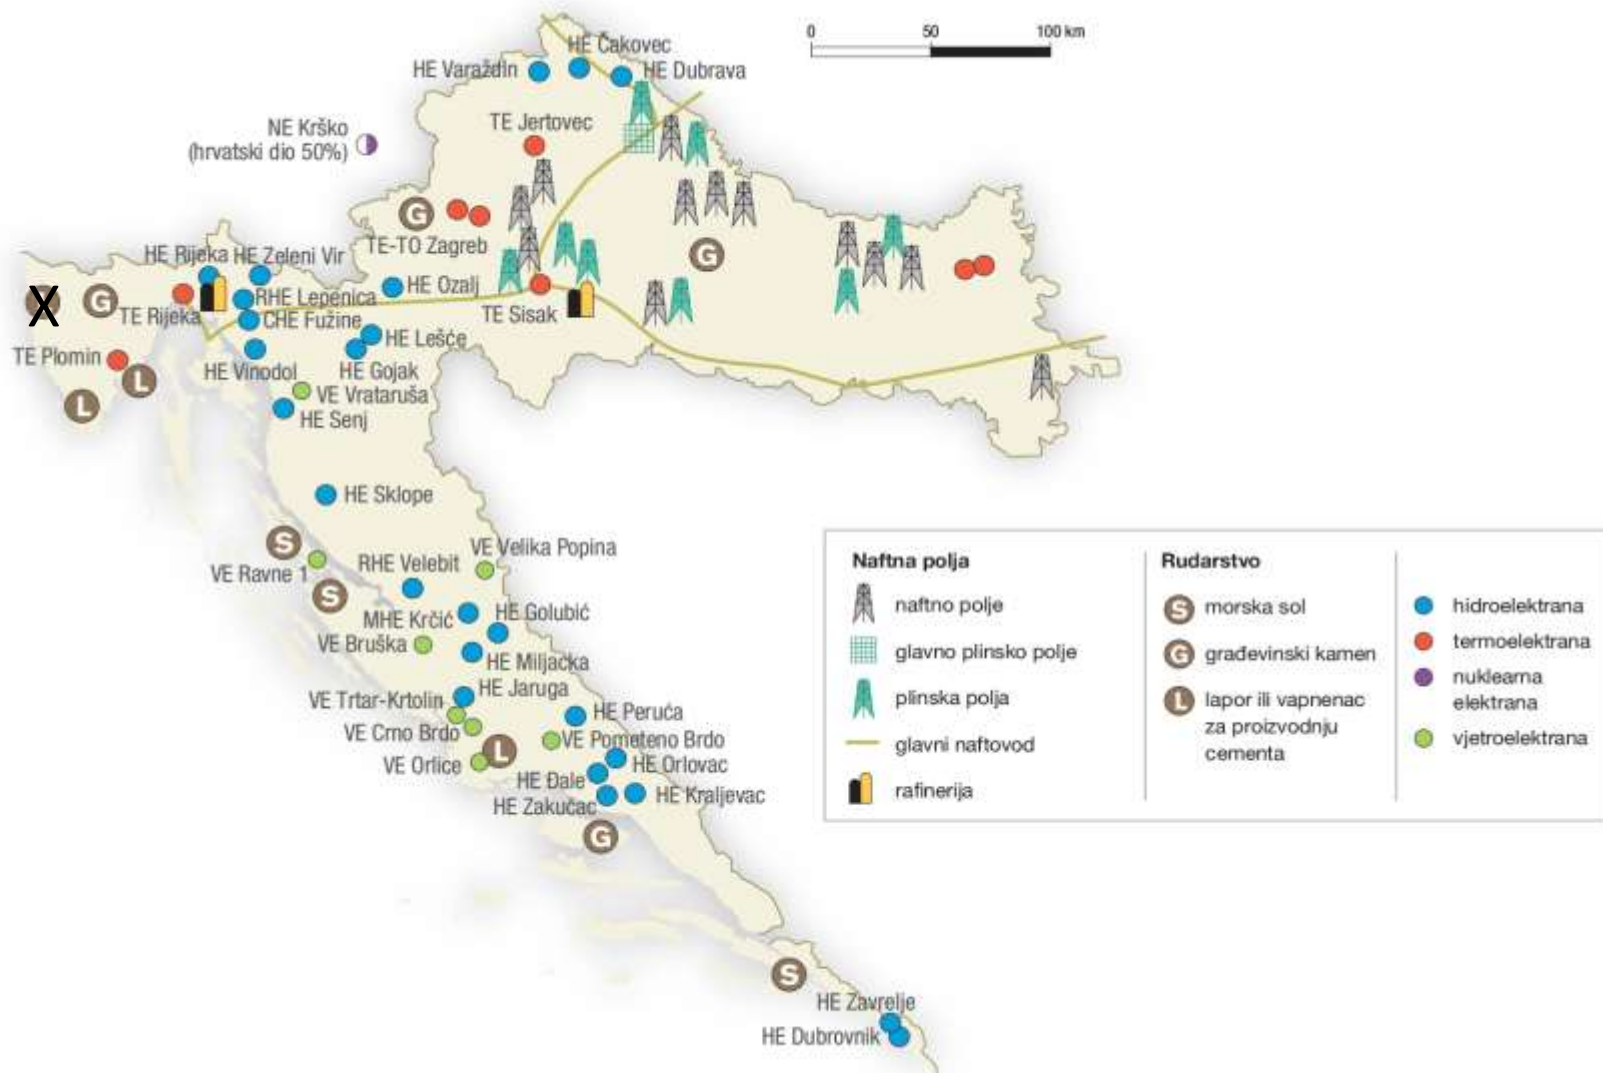 0 50 100 km
HE Čakovec
HE Varaždin
HE Dubrava
NE Krško
(hrvatski dio 50%)
TE Jertovec
G
TE-TO Zagreb
G
HE Rijeka
HE Zeleni Vir
X
G
TE Rijeka
RHE Lepenica
HE Ozalj
TE Sisak
CHE Fužine
HE Lešće
TE Plomin
HE Vinodol
HE Gojak
L
L
VE Vrataruša
HE Senj
HE Sklope
S
VE Ravne 1
RHE Velebit
VE Velika Popina
S
MHE Krčić
HE Golubić
VE Bruška
HE Miljacka
HE Jaruga
VE Trtar-Krtolin
HE Peruća
VE Crno Brdo
L
VE Pometeno Brdo
VE Orlice
HE Orlovac
HE Đale
HE Zakučac
HE Kraljevac
G
S
HE Zavrelje
HE Dubrovnik
Naftna polja
naftno polje
glavno plinsko polje
plinska polja
glavni naftovod
rafinerija
Rudarstvo
S morska sol
G građevinski kamen
L lapor ili vapnenac
za proizvodnju
cementa
hidroelektrana
termoelektrana
nuklearna
elektrana
vjetroelektrana